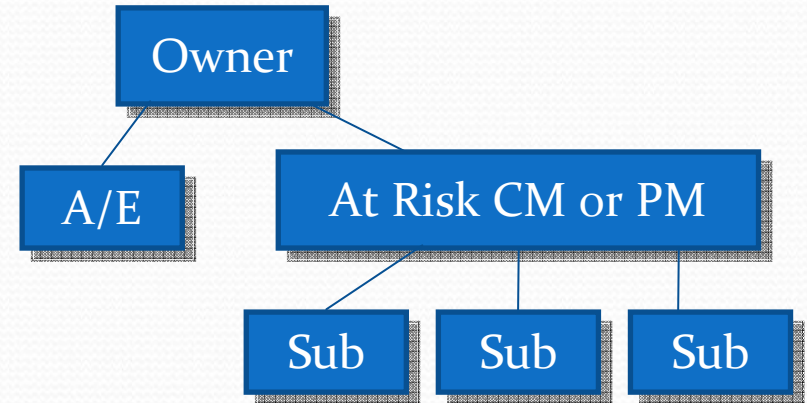 Owner
A/E
At Risk CM or PM
Sub
Sub
Sub